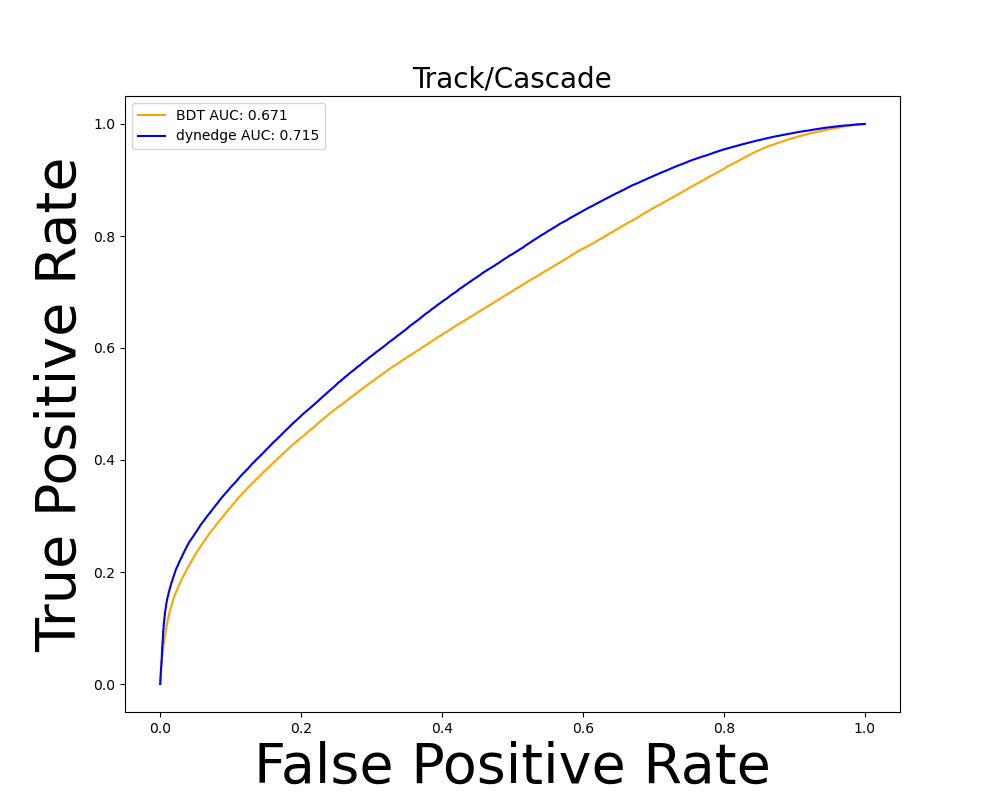 Track/Cascade
BDT AUC: 0.671
dynedge AUC: 0.715
True Positive Rate
1.0
0.8
0.6
0.4
0.2
0.0
0.0 0.2 0.4 0.6 0.8 1.0
False Positive Rate